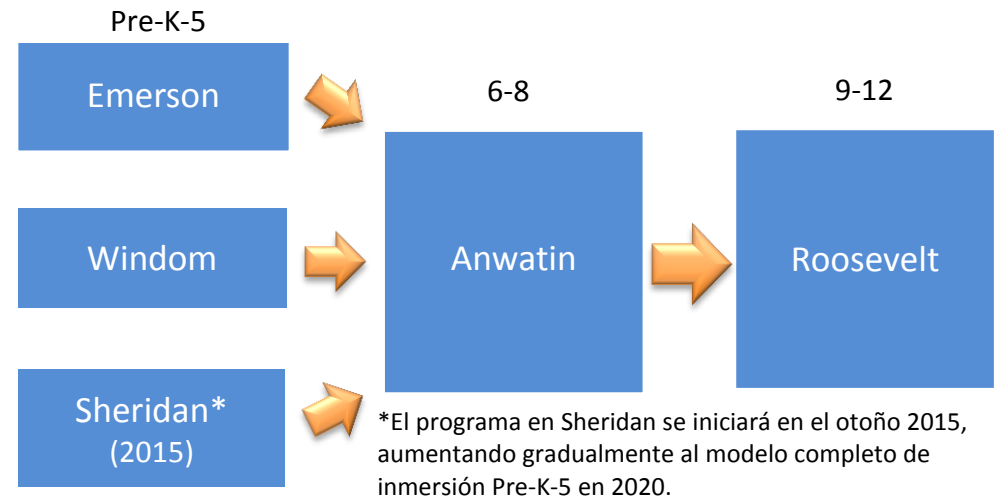 Pre-K-5
Emerson
6-8
9-12
Windom
Anwatin
Roosevelt
Sheridan*
(2015)
*El programa en Sheridan se iniciará en el otoño 2015,
aumentando gradualmente al modelo completo de
inmersión Pre-K-5 en 2020.